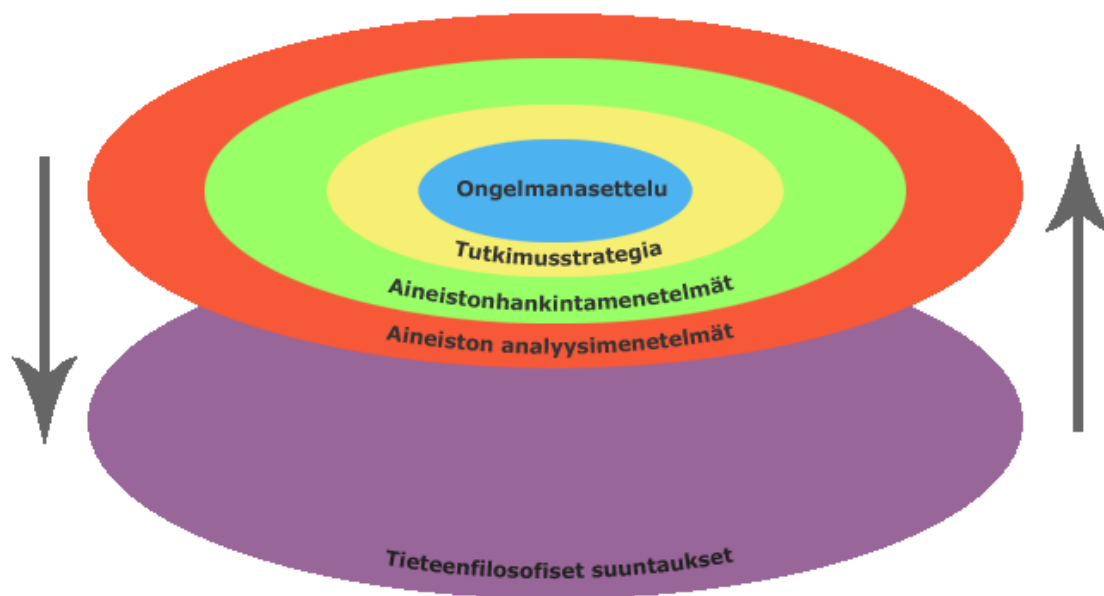 Ongelmanasettelu
Tutkimusstrategia
Aineistonhankintamenetelmät
Aineiston analyysimenetelmät
Tieteenfilosofiset suuntaukset